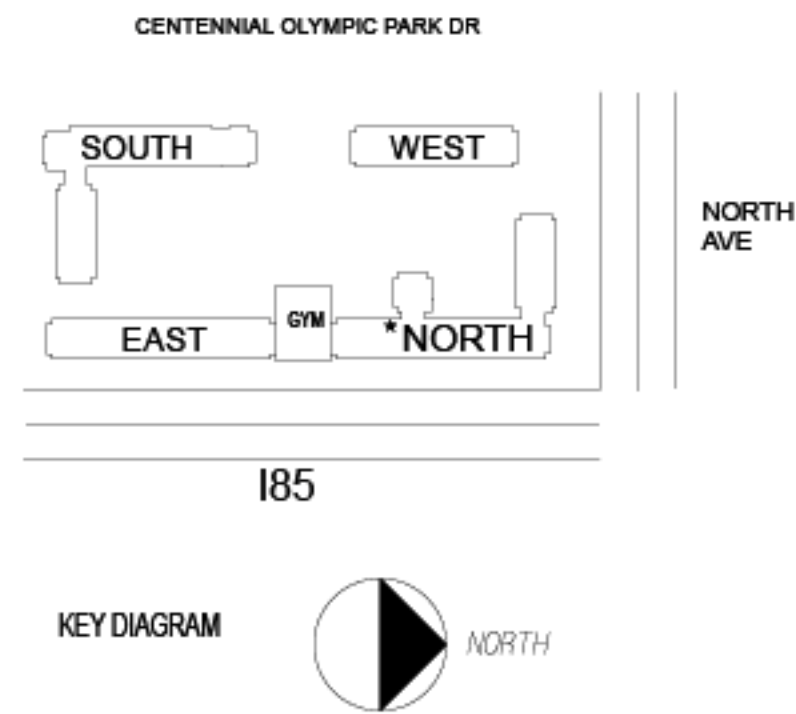 CENTENNIAL OLYMPIC PARK DR
SOUTH
WEST
NORTH
AVE
GYM
EAST
*NORTH
I85
KEY DIAGRAM
NORTH